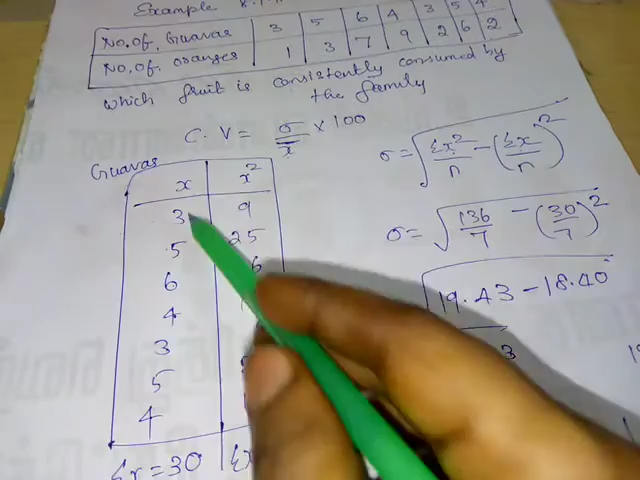 Example
No. of. Guavas 3 5 6 4 3 5 4
No. of. oranges 1 3 7 9 2 6 2
which fruit is consistently consumed by
the family
C. V = σ/x̄ × 100
Guavas
x x²
3 9
5 25
6
4
3
5
4
Σx = 30 Σx
σ = √(Σx²/n − (Σx/n)²)
σ = √(136/7 − (30/7)²)
√19.43 − 18.40
3